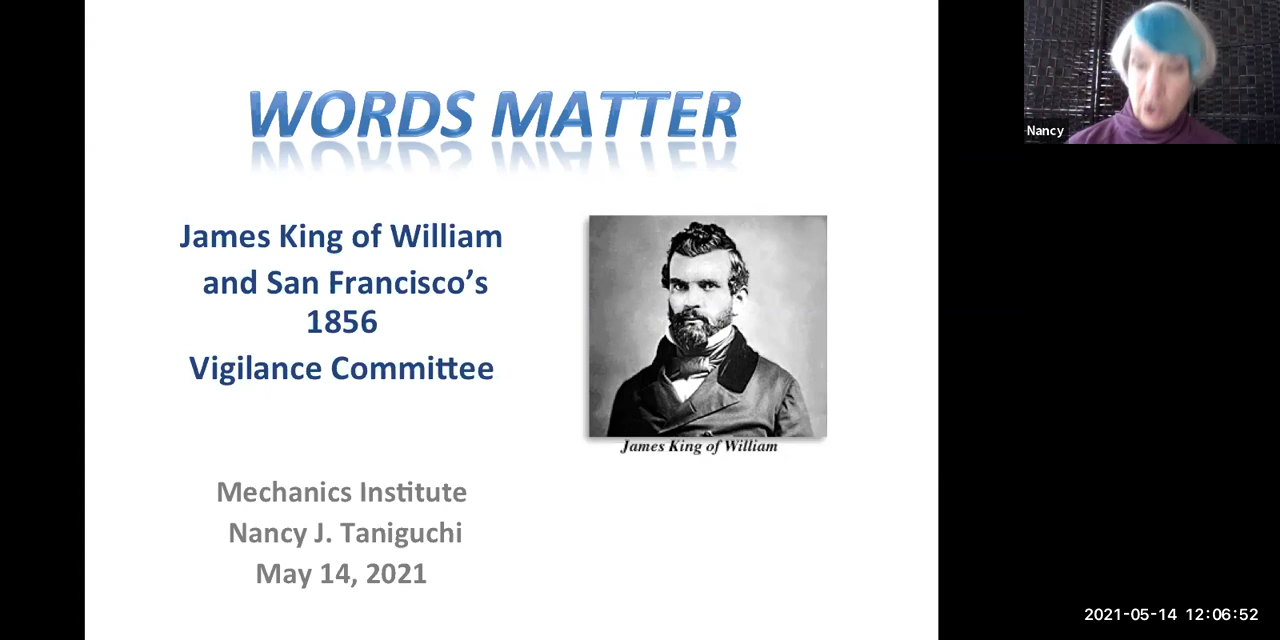 WORDS MATTER
James King of William
and San Francisco’s
1856
Vigilance Committee
James King of William
Mechanics Institute
Nancy J. Taniguchi
May 14, 2021
Nancy
2021-05-14 12:06:52